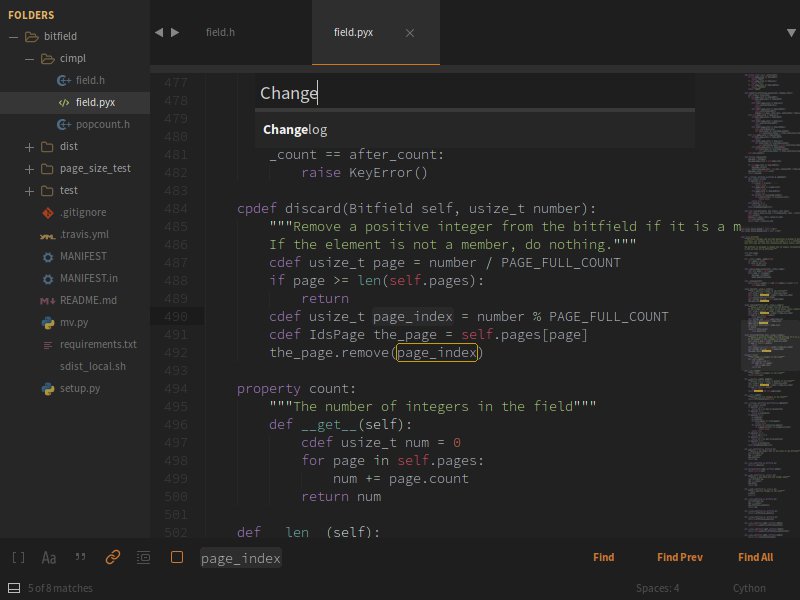 FOLDERS
bitfield
cimpl
field.h
field.pyx
popcount.h
dist
page_size_test
test
.gitignore
.travis.yml
MANIFEST
MANIFEST.in
README.md
mv.py
requirements.txt
sdist_local.sh
setup.py
field.h
field.pyx
Change
Changelog
477
478
479
480
481 _count == after_count:
482 raise KeyError()
483
484 cpdef discard(Bitfield self, usize_t number):
485 """Remove a positive integer from the bitfield if it is a m
486 If the element is not a member, do nothing."""
487 cdef usize_t page = number / PAGE_FULL_COUNT
488 if page >= len(self.pages):
489 return
490 cdef usize_t page_index = number % PAGE_FULL_COUNT
491 cdef IdsPage the_page = self.pages[page]
492 the_page.remove(page_index)
493
494 property count:
495 """The number of integers in the field"""
496 def __get__(self):
497 cdef usize_t num = 0
498 for page in self.pages:
499 num += page.count
500 return num
501
502 def __len__(self):
page_index
Find
Find Prev
Find All
5 of 8 matches
Spaces: 4
Cython